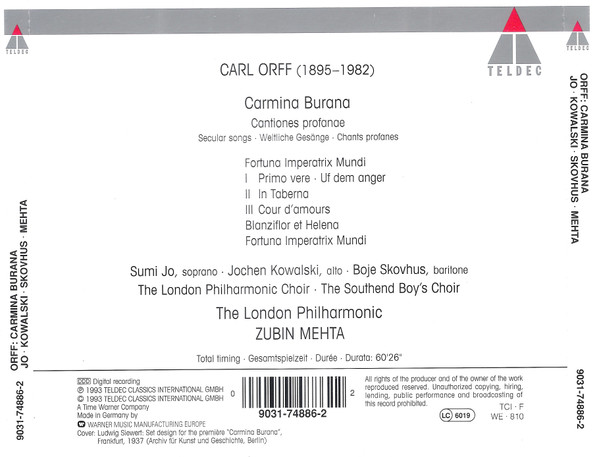 TELDEC
CARL ORFF (1895–1982)
Carmina Burana
Cantiones profanae
Secular songs · Weltliche Gesänge · Chants profanes
Fortuna Imperatrix Mundi
I Primo vere · Uf dem anger
II In Taberna
III Cour d'amours
Blanziflor et Helena
Fortuna Imperatrix Mundi
Sumi Jo, soprano · Jochen Kowalski, alto · Boje Skovhus, baritone
The London Philharmonic Choir · The Southend Boy's Choir
The London Philharmonic
ZUBIN MEHTA
Total timing · Gesamtspielzeit · Durée · Durata: 60'26"
DDD Digital recording
℗ 1993 TELDEC CLASSICS INTERNATIONAL GMBH
© 1993 TELDEC CLASSICS INTERNATIONAL GMBH
A Time Warner Company
Made in Germany by
WARNER MUSIC MANUFACTURING EUROPE
Cover: Ludwig Siewert: Set design for the première "Carmina Burana",
Frankfurt, 1937 (Archiv für Kunst und Geschichte, Berlin)
0 2
9031-74886-2
All rights of the producer and of the owner of the work
reproduced reserved. Unauthorized copying, hiring,
lending, public performance and broadcasting of
this record prohibited.
LC 6019
TCI · F
WE · 810
ORFF: CARMINA BURANA
JO · KOWALSKI · SKOVHUS · MEHTA
9031-74886-2
ORFF: CARMINA BURANA
JO · KOWALSKI · SKOVHUS · MEHTA
9031-74886-2